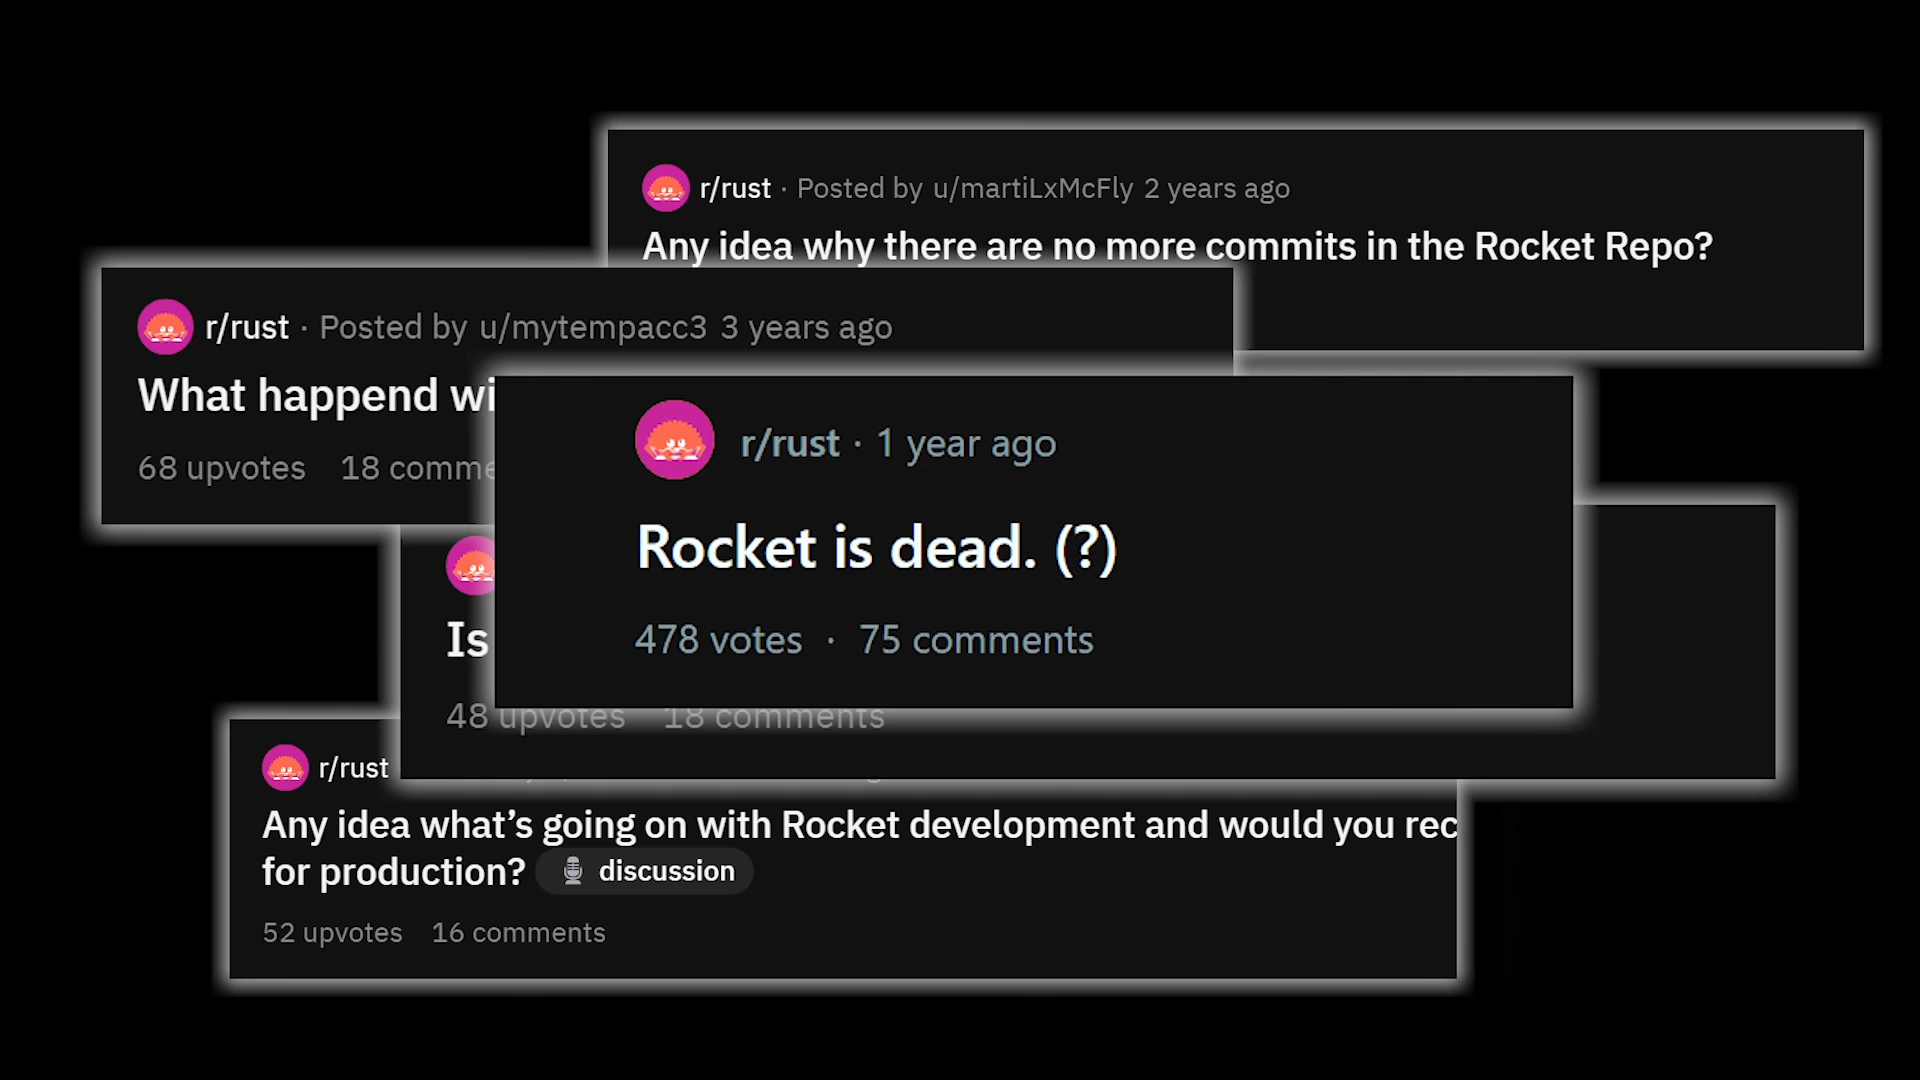 r/rust · Posted by u/martiLxMcFly 2 years ago
Any idea why there are no more commits in the Rocket Repo?
r/rust · Posted by u/mytempacc3 3 years ago
What happend
68 upvotes 18
r/rust · 1 year ago
Rocket is dead. (?)
478 votes · 75 comments
Is
48 upvotes 18 comments
r/rust
Any idea what’s going on with Rocket development and would you
for production? discussion
52 upvotes 16 comments